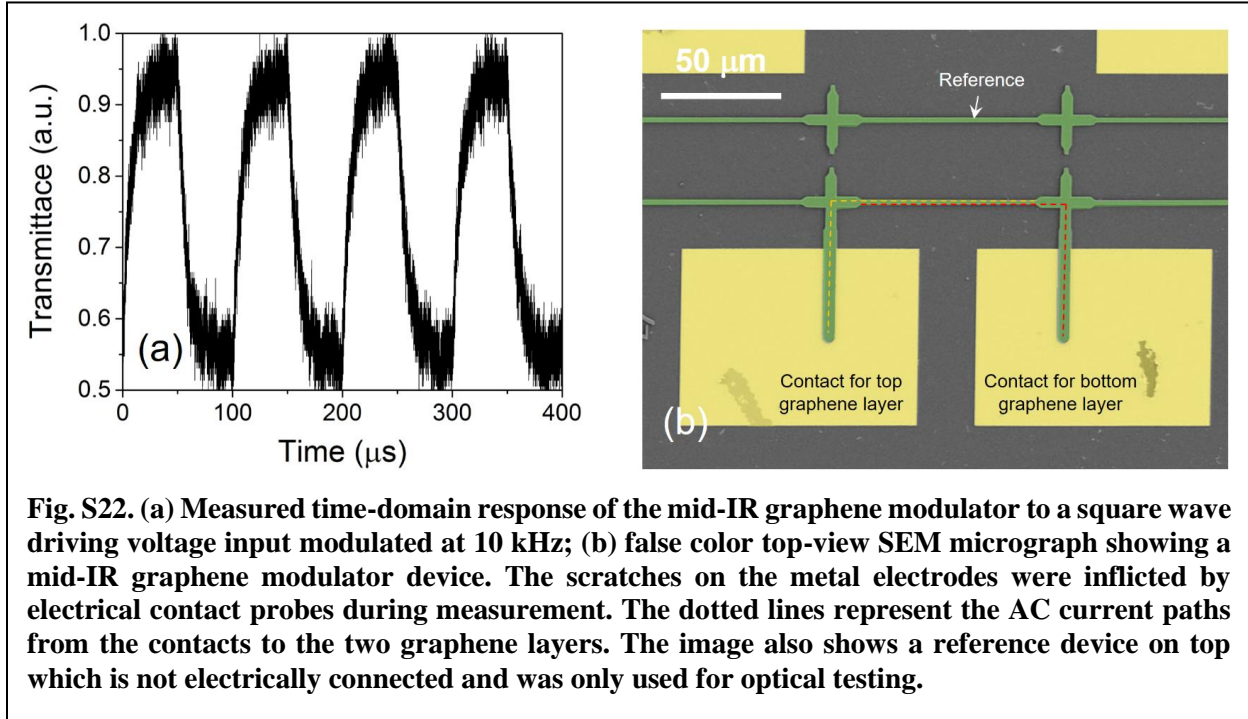 1.0
0.9
0.8
0.7
0.6
0.5
Transmittace (a.u.)
(a)
0
100
200
300
400
Time (μs)
50 μm
Reference
Contact for top
graphene layer
Contact for bottom
graphene layer
(b)
Fig. S22. (a) Measured time-domain response of the mid-IR graphene modulator to a square wave
driving voltage input modulated at 10 kHz; (b) false color top-view SEM micrograph showing a
mid-IR graphene modulator device. The scratches on the metal electrodes were inflicted by
electrical contact probes during measurement. The dotted lines represent the AC current paths
from the contacts to the two graphene layers. The image also shows a reference device on top
which is not electrically connected and was only used for optical testing.